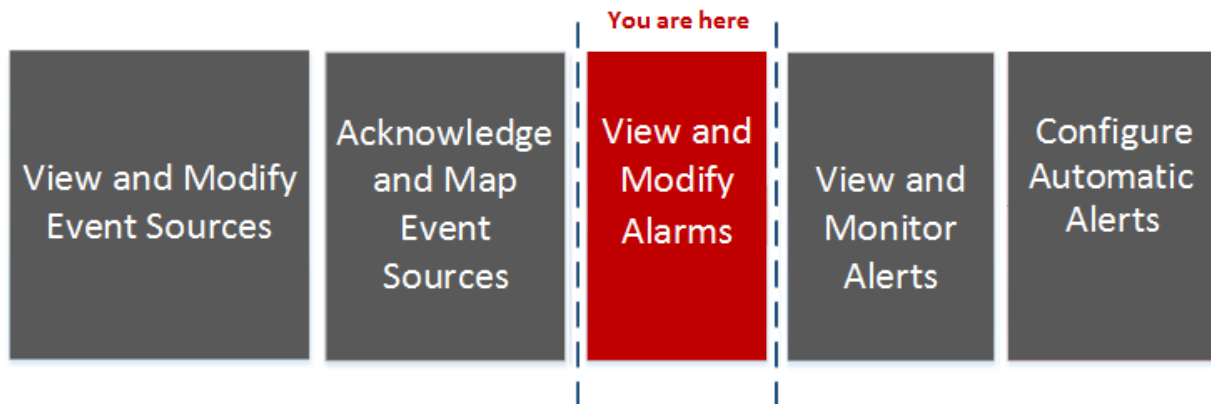 You are here
View and Modify
Event Sources
Acknowledge
and Map
Event
Sources
View and
Modify
Alarms
View and
Monitor
Alerts
Configure
Automatic
Alerts